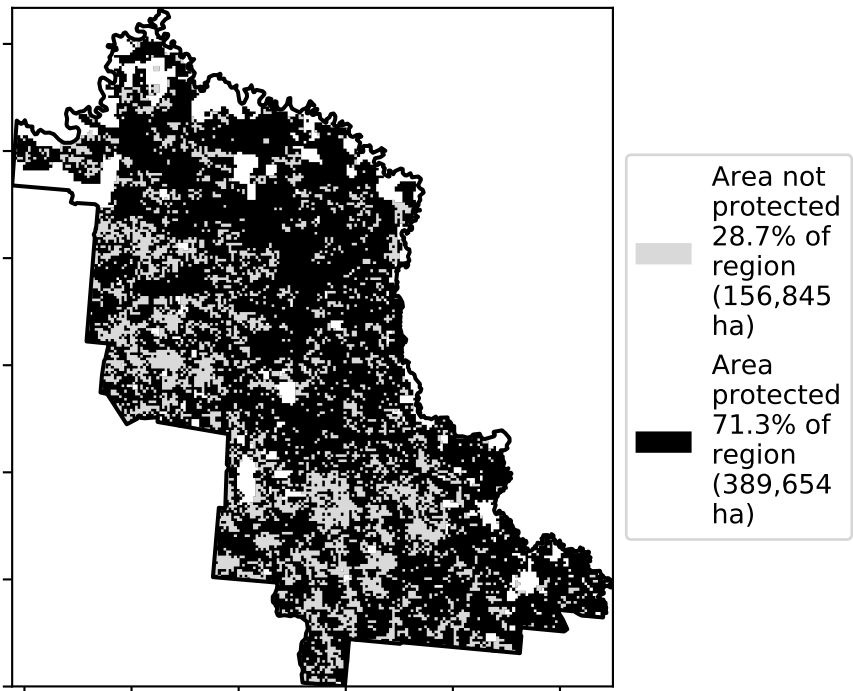 Area not
protected
28.7% of
region
(156,845
ha)
Area
protected
71.3% of
region
(389,654
ha)